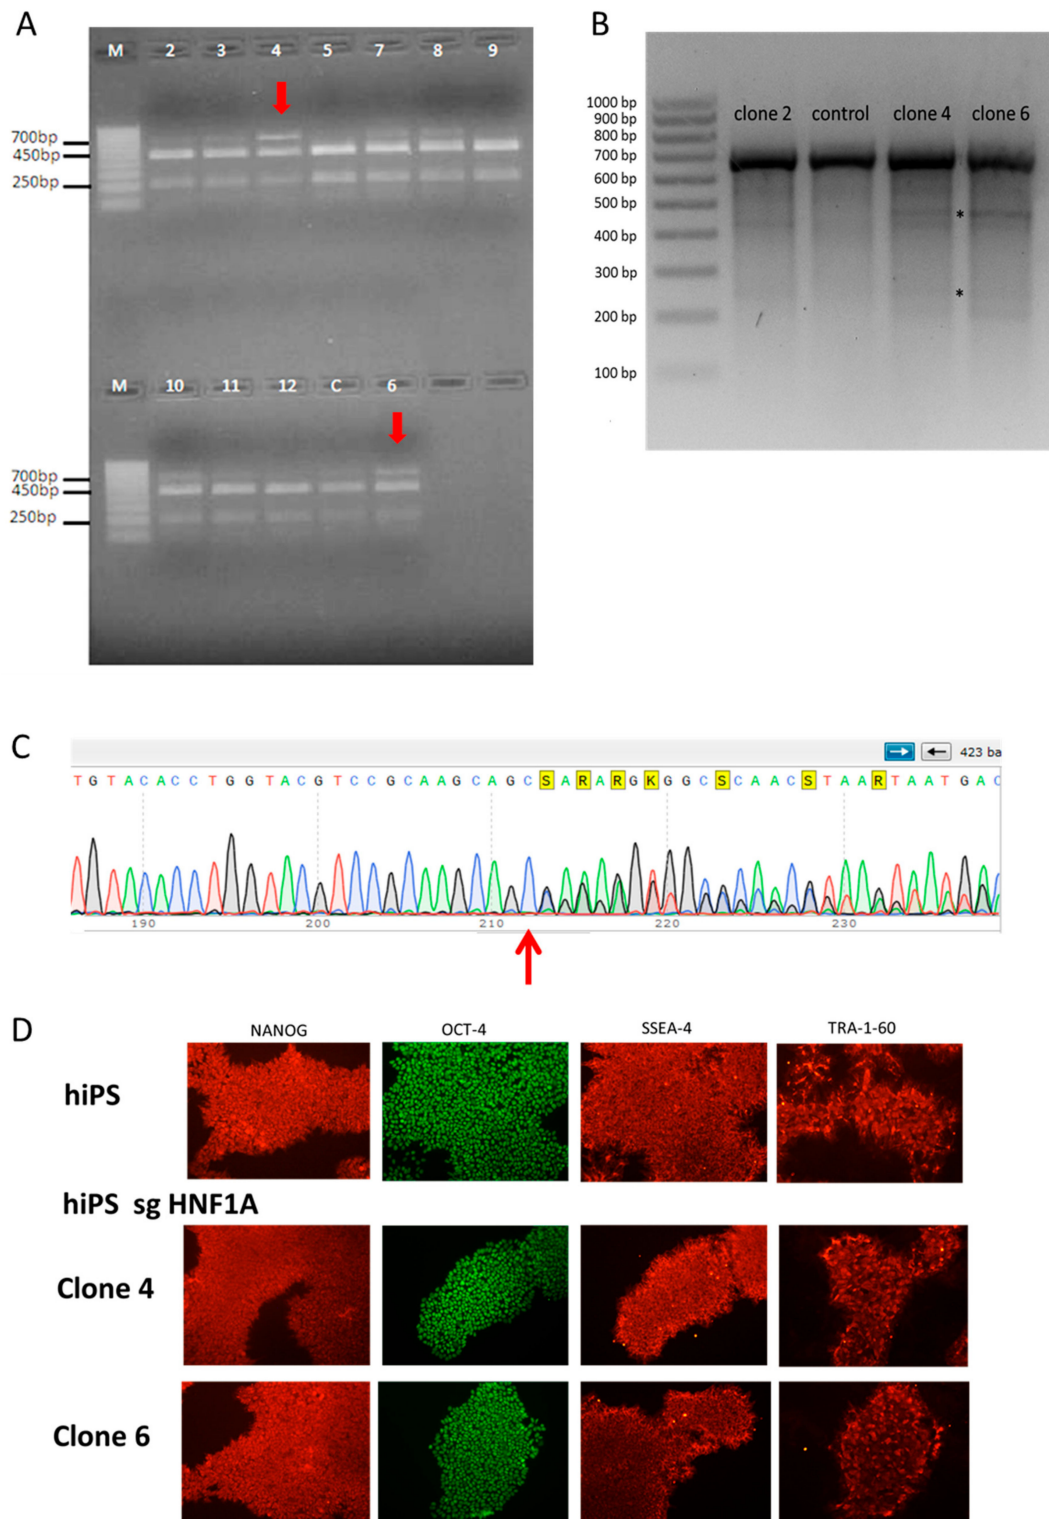 A
M 2 3 4 5 7 8 9
700bp
450bp
250bp
M 10 11 12 C 6
700bp
450bp
250bp
B
clone 2 control clone 4 clone 6
1000 bp
900 bp
800 bp
700 bp
600 bp
500 bp
400 bp
300 bp
200 bp
100 bp
*
*
C
423 ba
TGTACACCTGGTACGTCCGCAAGCAGCSARARGKGGCSCAACSTAARTAATGAC
190 200 210 220 230
D
NANOG OCT-4 SSEA-4 TRA-1-60
hiPS
hiPS sg HNF1A
Clone 4
Clone 6